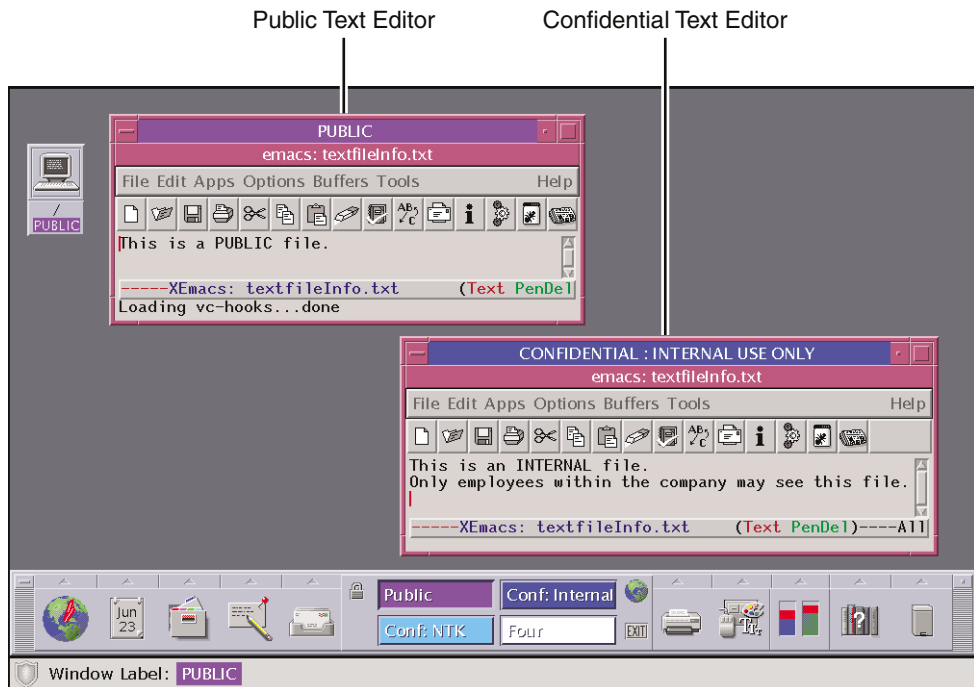 Public Text Editor
Confidential Text Editor
PUBLIC
emacs: textfileInfo.txt
File Edit Apps Options Buffers Tools Help
AB
C
This is a PUBLIC file.
-----XEmacs: textfileInfo.txt (Text PenDel
Loading vc-hooks...done
/
PUBLIC
CONFIDENTIAL : INTERNAL USE ONLY
emacs: textfileInfo.txt
File Edit Apps Options Buffers Tools Help
AB
C
This is an INTERNAL file.
Only employees within the company may see this file.
-----XEmacs: textfileInfo.txt (Text PenDel)----All
Jun
23
Public
Conf: Internal
Conf: NTK
Four
EXIT
Window Label: PUBLIC